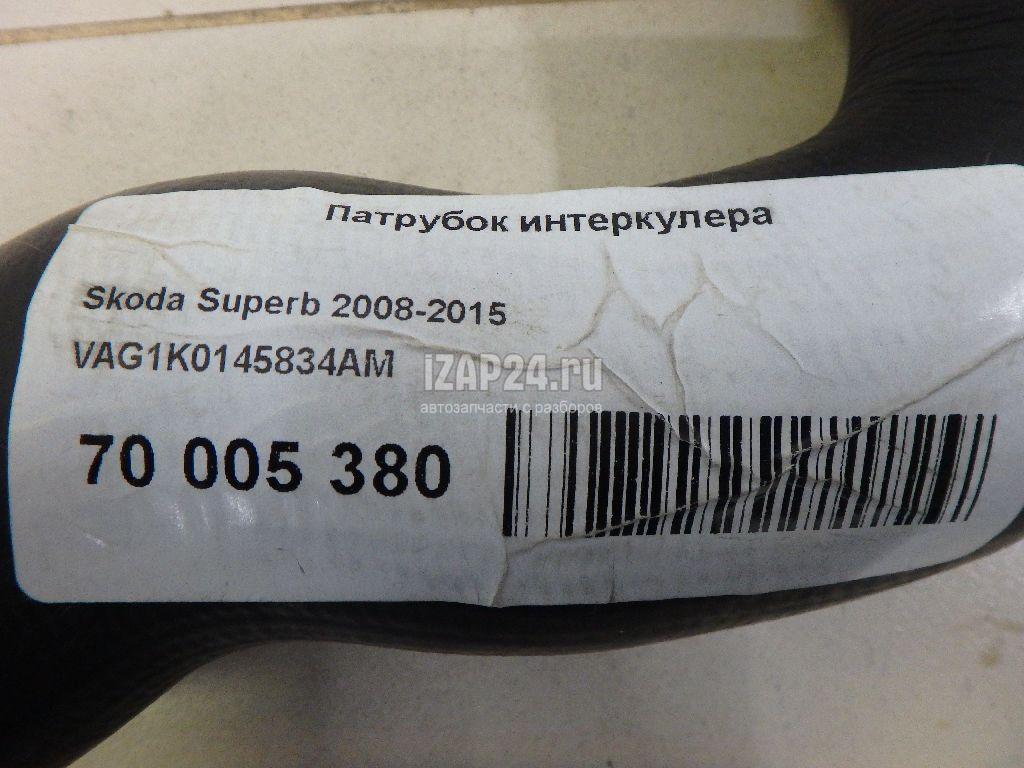 Патрубок интеркулера
Skoda Superb 2008-2015
VAG1K0145834AM
iZAP24.ru
автозапчасти с разборов
70 005 380